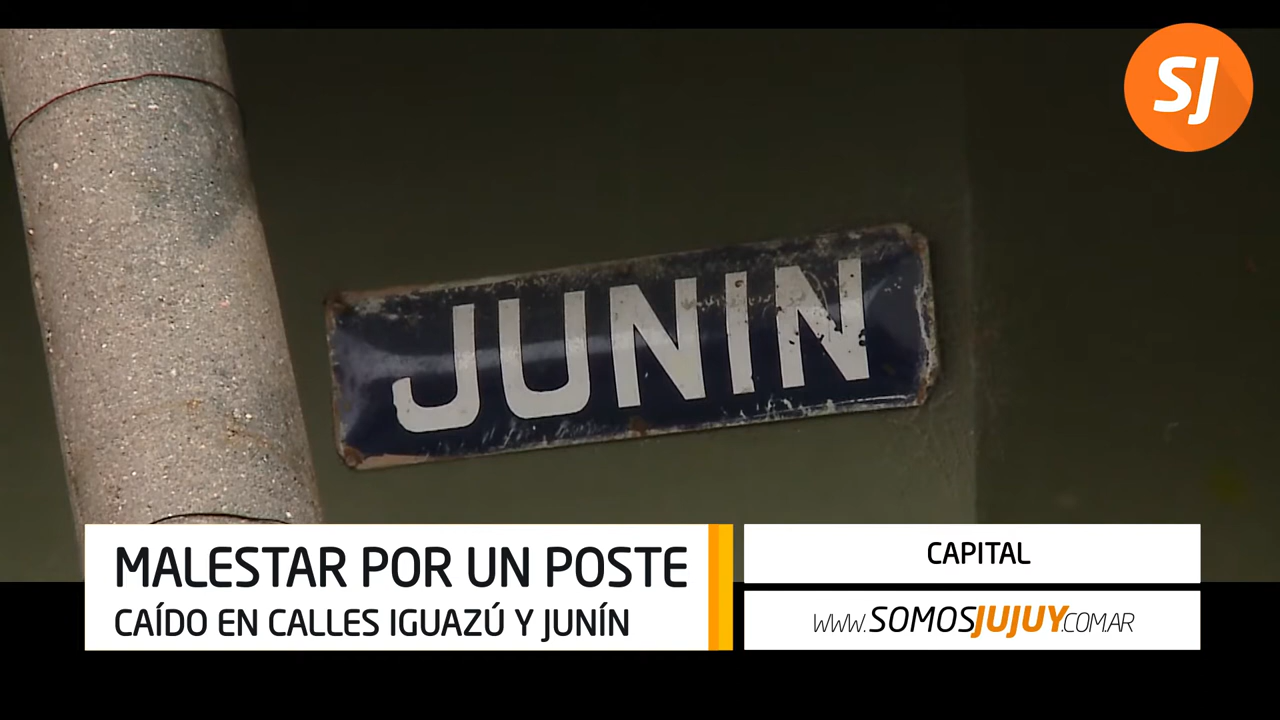 SJ
JUNIN
MALESTAR POR UN POSTE
CAÍDO EN CALLES IGUAZÚ Y JUNÍN
CAPITAL
WWW.SOMOSJUJUY.COM.AR